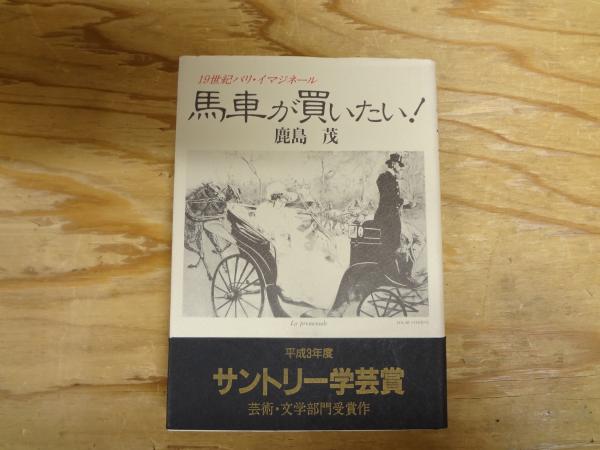 19世紀パリ・イマジネール
馬車が買いたい!
鹿島 茂
La promenade
平成3年度
サントリー学芸賞
芸術・文学部門受賞作